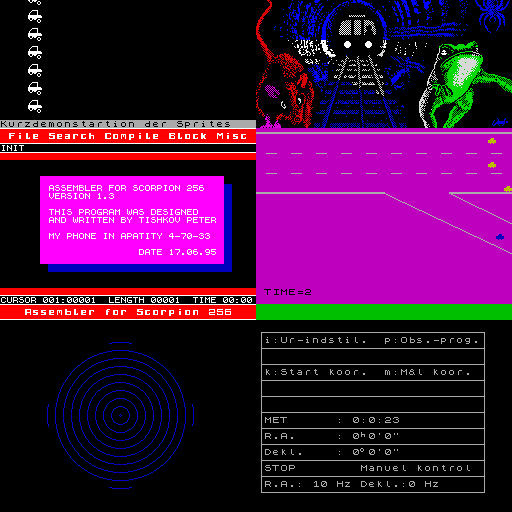 Kurzdemonstartion der Sprites
File Search Compile Block Misc
INIT
ASSEMBLER FOR SCORPION 256
VERSION 1.3
THIS PROGRAM WAS DESIGNED
AND WRITTEN BY TISHKOV PETER
MY PHONE IN APATITY 4-70-33
DATE 17.06.95
CURSOR 001:00001 LENGTH 00001 TIME 00:00
Assembler for Scorpion 256
TIME=2
i:Ur-indstil. p:Obs.-prog.
k:Start koor. m:M&l koor.
MET : 0:0:23
R.A. : 0h0'0"
Dekl. : 0°0'0"
STOP Manuel kontrol
R.A.: 10 Hz Dekl.:0 Hz